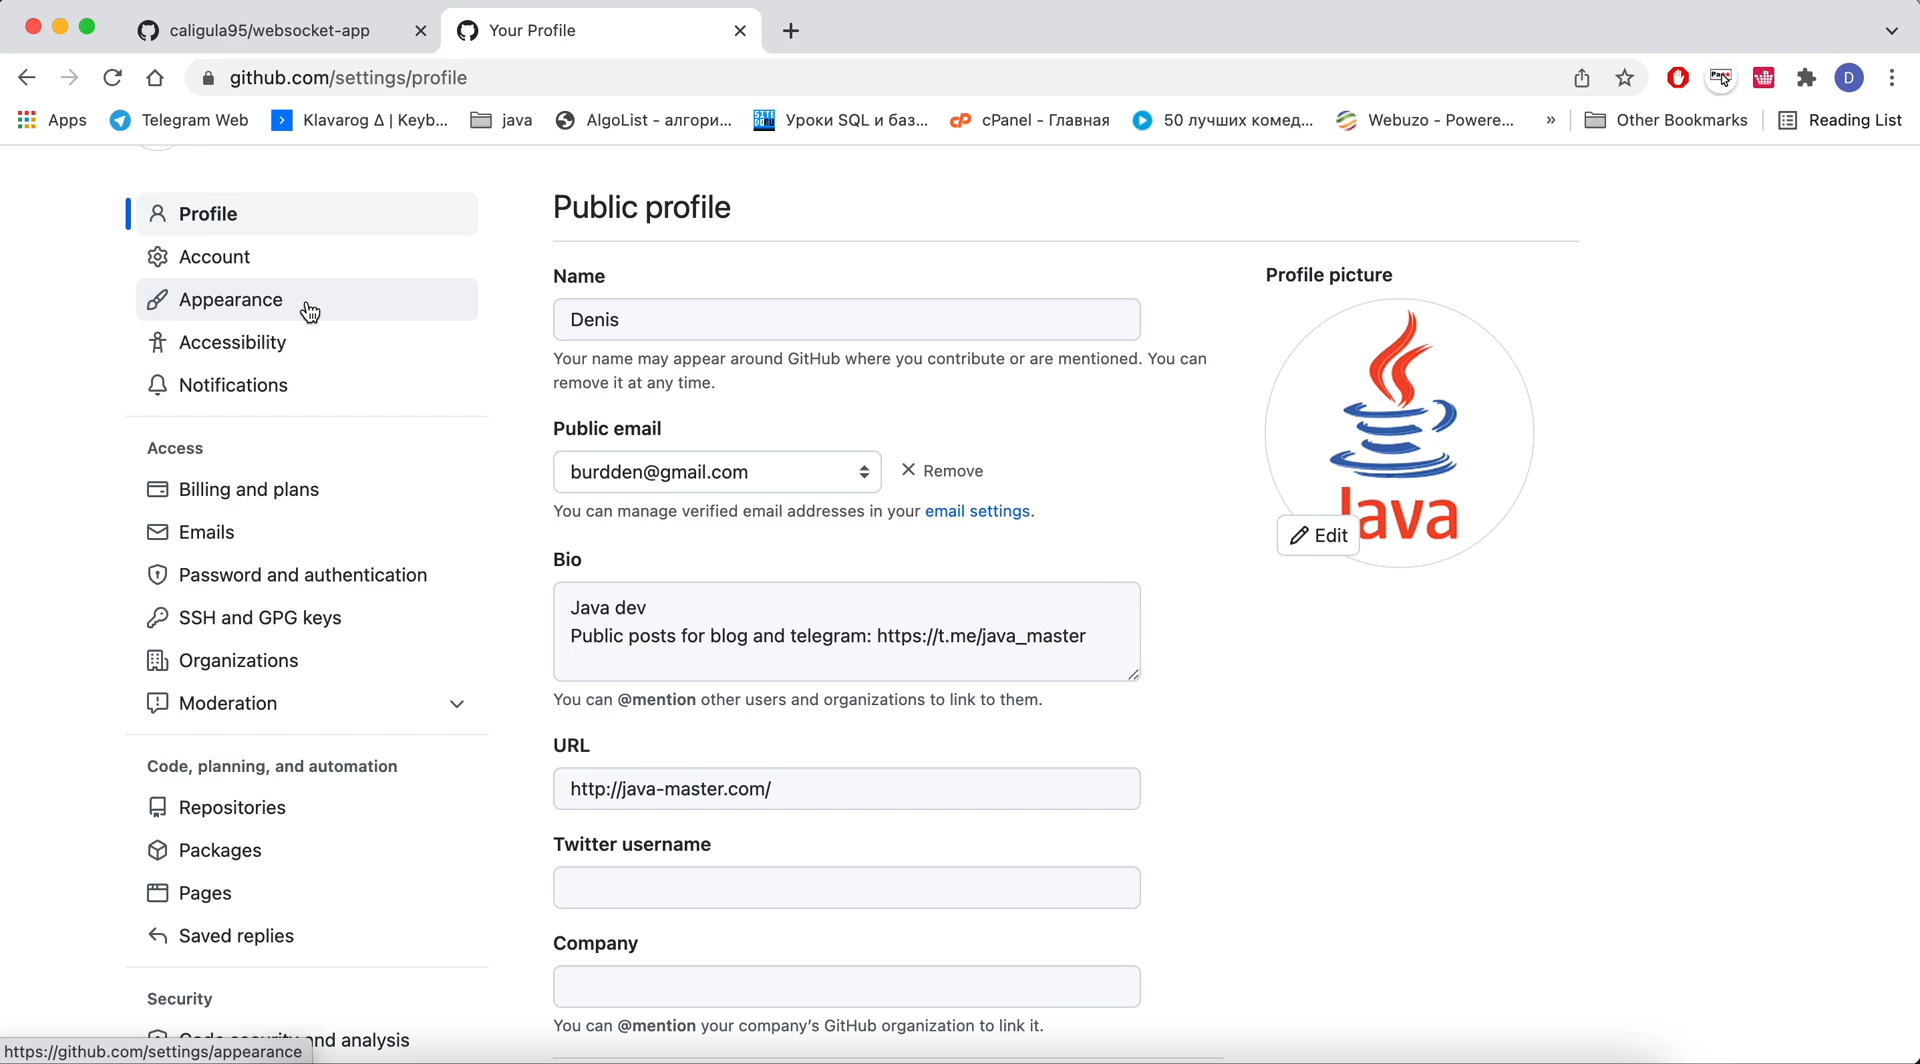 caligula95/websocket-app
Your Profile
github.com/settings/profile
D
Apps
Telegram Web
Klavarog Δ | Keyb...
java
AlgoList - алгори...
Уроки SQL и баз...
cPanel - Главная
50 лучших комед...
Webuzo - Powere...
»
Other Bookmarks
Reading List
Profile
Account
Appearance
Accessibility
Notifications
Access
Billing and plans
Emails
Password and authentication
SSH and GPG keys
Organizations
Moderation
Code, planning, and automation
Repositories
Packages
Pages
Saved replies
Security
Code security and analysis
https://github.com/settings/appearance
Public profile
Name
Denis
Your name may appear around GitHub where you contribute or are mentioned. You can
remove it at any time.
Public email
burdden@gmail.com
Remove
You can manage verified email addresses in your email settings.
Bio
Java dev
Public posts for blog and telegram: https://t.me/java_master
You can @mention other users and organizations to link to them.
URL
http://java-master.com/
Twitter username
Company
You can @mention your company's GitHub organization to link it.
Profile picture
Java
Edit